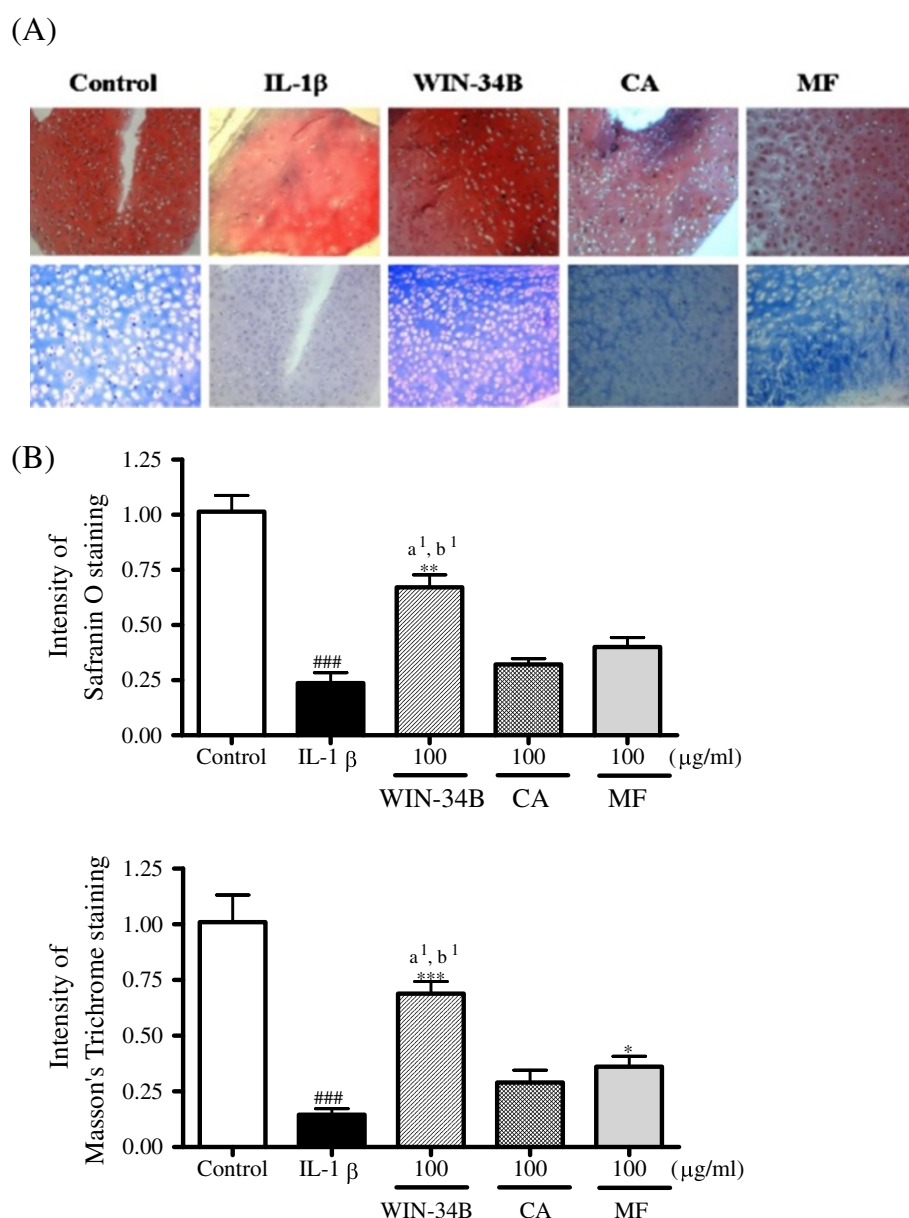 (A)
Control IL-1β WIN-34B CA MF
(B)
Intensity of
Safranin O staining
1.25
1.00
0.75
0.50
0.25
0.00
###
a¹, b¹
**
Control IL-1 β 100 100 100 (µg/ml)
WIN-34B CA MF
Intensity of
Masson's Trichrome staining
1.25
1.00
0.75
0.50
0.25
0.00
###
a¹, b¹
***
*
Control IL-1 β 100 100 100 (µg/ml)
WIN-34B CA MF